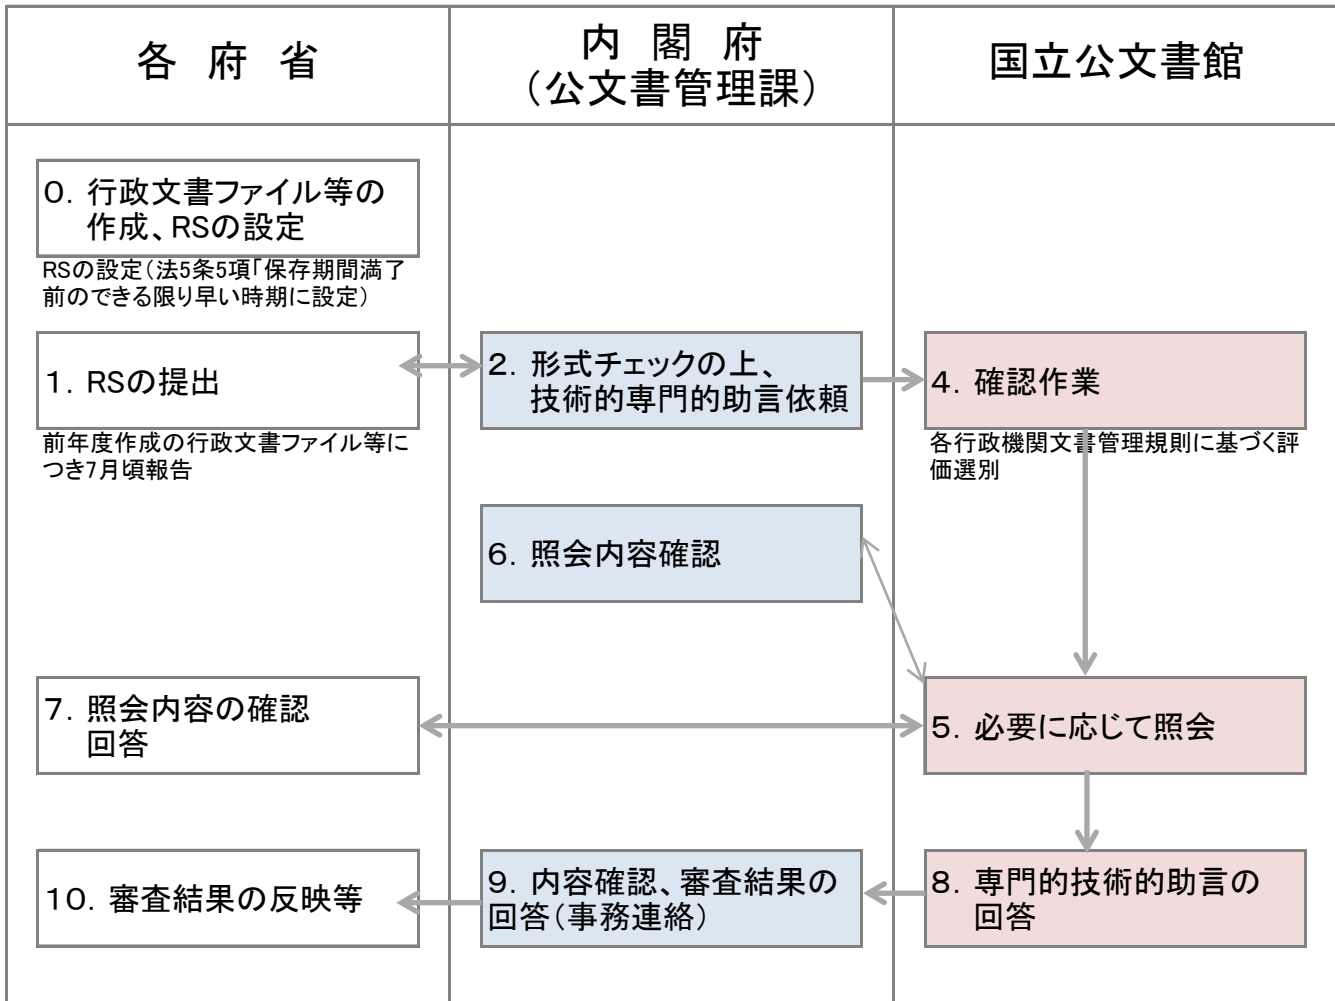 各 府 省
内 閣 府
（公文書管理課）
国立公文書館
０．行政文書ファイル等の
作成、RSの設定
RSの設定（法5条5項「保存期間満了
前のできる限り早い時期に設定）
１．RSの提出
前年度作成の行政文書ファイル等に
つき7月頃報告
２．形式チェックの上、
技術的専門的助言依頼
４．確認作業
各行政機関文書管理規則に基づく評
価選別
６．照会内容確認
７．照会内容の確認
回答
５．必要に応じて照会
１０．審査結果の反映等
９．内容確認、審査結果の
回答（事務連絡）
８．専門的技術的助言の
回答